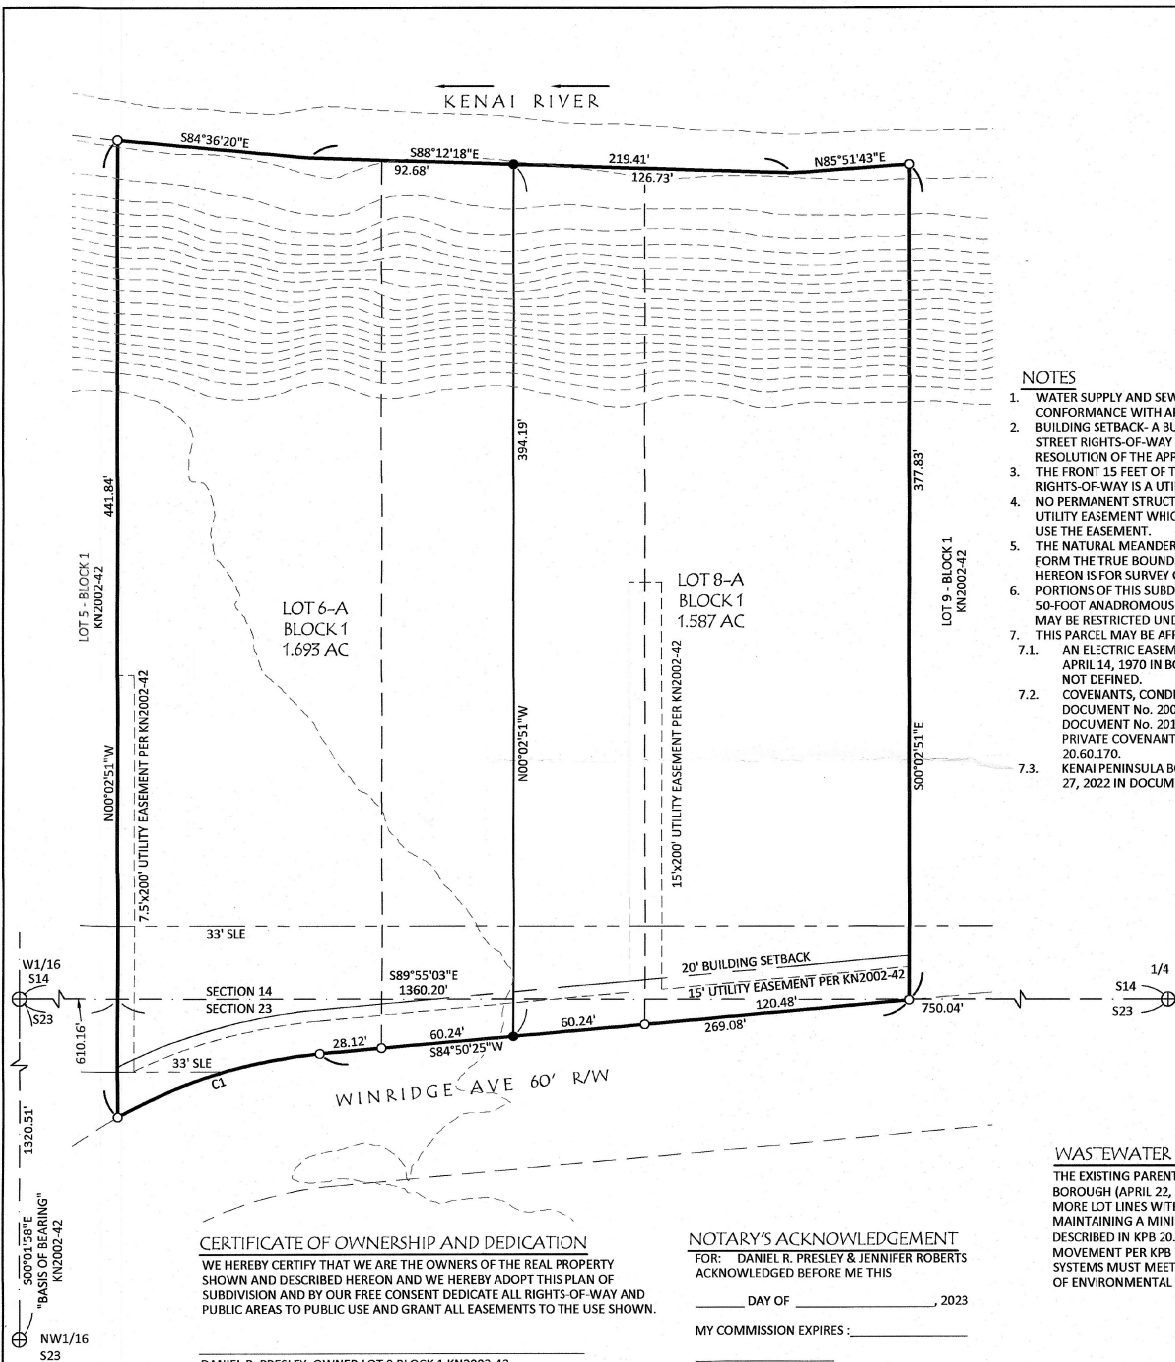 KENAI RIVER
S84°36'20"E
S88°12'18"E
92.68'
219.41'
126.73'
N85°51'43"E
441.84'
394.19'
377.83'
LOT 5 - BLOCK 1
KN2002-42
LOT 6-A
BLOCK 1
1.693 AC
LOT 8-A
BLOCK 1
1.587 AC
LOT 9 - BLOCK 1
KN2002-42
N00°02'51"W
7.5'x200' UTILITY EASEMENT PER KN2002-42
N00°02'51"W
15'x200' UTILITY EASEMENT PER KN2002-42
S00°02'51"E
33' SLE
W1/16
S14
S23
SECTION 14
SECTION 23
S89°55'03"E
1360.20'
20' BUILDING SETBACK
15' UTILITY EASEMENT PER KN2002-42
120.48'
269.08'
750.04'
1/4
S14
S23
610.16'
33' SLE
C1
28.12'
60.24'
S84°50'25"W
60.24'
WINRIDGE AVE 60' R/W
1320.51'
S00°01'58"E
"BASIS OF BEARING"
KN2002-42
NW1/16
S23
NOTES
1. WATER SUPPLY AND SEW
CONFORMANCE WITH A
2. BUILDING SETBACK- A BU
STREET RIGHTS-OF-WAY
RESOLUTION OF THE APP
3. THE FRONT 15 FEET OF T
RIGHTS-OF-WAY IS A UTI
4. NO PERMANENT STRUCT
UTILITY EASEMENT WHIC
USE THE EASEMENT.
5. THE NATURAL MEANDER
FORM THE TRUE BOUND
HEREON IS FOR SURVEY C
6. PORTIONS OF THIS SUBD
50-FOOT ANADROMOUS
MAY BE RESTRICTED UND
7. THIS PARCEL MAY BE AFF
7.1. AN ELECTRIC EASEM
APRIL 14, 1970 IN BO
NOT DEFINED.
7.2. COVENANTS, CONDI
DOCUMENT No. 200
DOCUMENT No. 201
PRIVATE COVENANT
20.60.170.
7.3. KENAI PENINSULA BO
27, 2022 IN DOCUM
WASTEWATER
THE EXISTING PARENT
BOROUGH (APRIL 22,
MORE LOT LINES WITH
MAINTAINING A MINI
DESCRIBED IN KPB 20.
MOVEMENT PER KPB
SYSTEMS MUST MEET
OF ENVIRONMENTAL
CERTIFICATE OF OWNERSHIP AND DEDICATION
WE HEREBY CERTIFY THAT WE ARE THE OWNERS OF THE REAL PROPERTY
SHOWN AND DESCRIBED HEREON AND WE HEREBY ADOPT THIS PLAN OF
SUBDIVISION AND BY OUR FREE CONSENT DEDICATE ALL RIGHTS-OF-WAY AND
PUBLIC AREAS TO PUBLIC USE AND GRANT ALL EASEMENTS TO THE USE SHOWN.
NOTARY'S ACKNOWLEDGEMENT
FOR: DANIEL R. PRESLEY & JENNIFER ROBERTS
ACKNOWLEDGED BEFORE ME THIS
DAY OF , 2023
MY COMMISSION EXPIRES :